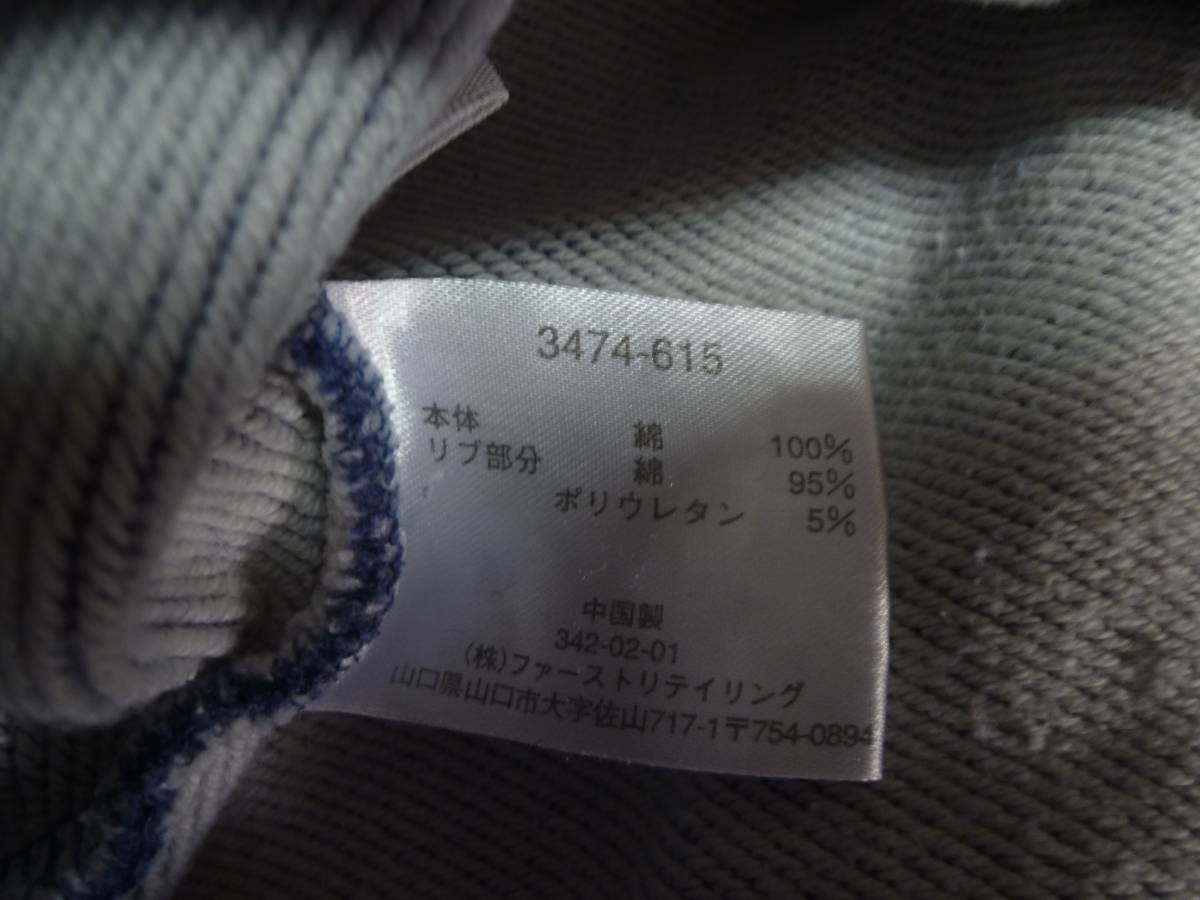 3474-615
本体 綿 100%
リブ部分 綿 95%
ポリウレタン 5%
中国製
342-02-01
(株)ファーストリテイリング
山口県山口市大字佐山717-1〒754-0894